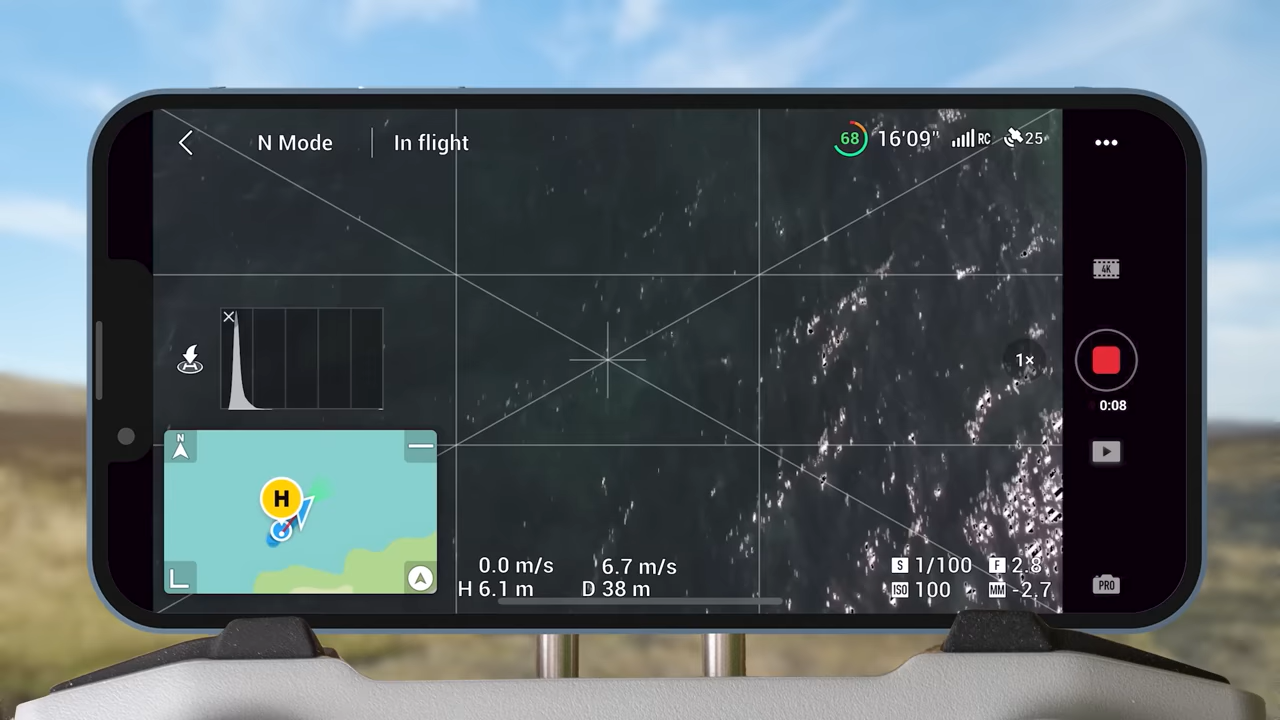 N Mode
In flight
68
16'09"
RC
25
4K
1×
0:08
N
H
0.0 m/s
6.7 m/s
H 6.1 m
D 38 m
S 1/100
F 2.8
ISO 100
MM -2.7
PRO